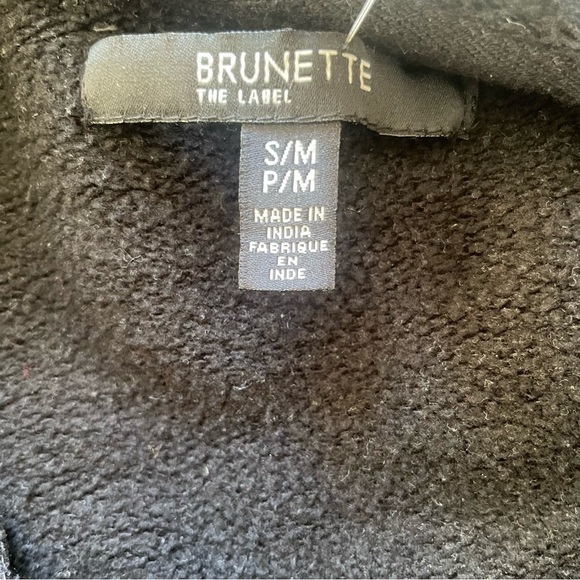 BRUNETTE
THE LABEL
S/M
P/M
MADE IN
INDIA
FABRIQUE
EN
INDE